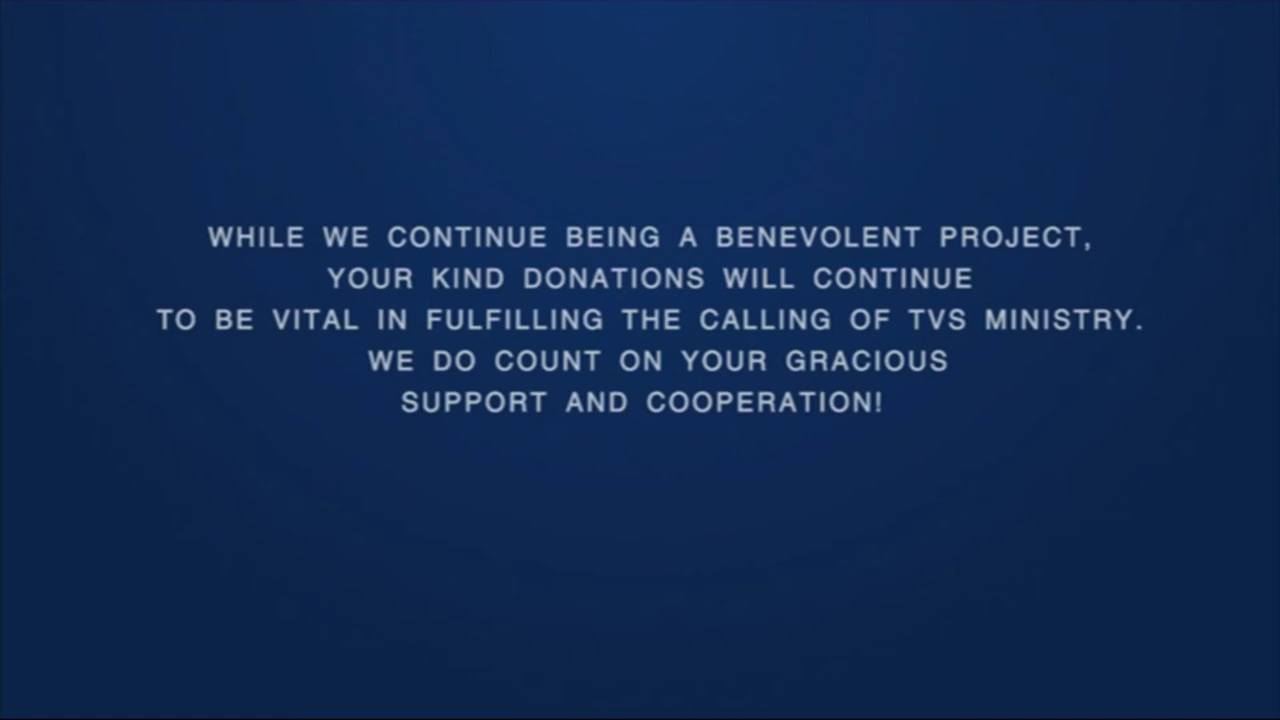 WHILE WE CONTINUE BEING A BENEVOLENT PROJECT,
YOUR KIND DONATIONS WILL CONTINUE
TO BE VITAL IN FULFILLING THE CALLING OF TVS MINISTRY.
WE DO COUNT ON YOUR GRACIOUS
SUPPORT AND COOPERATION!